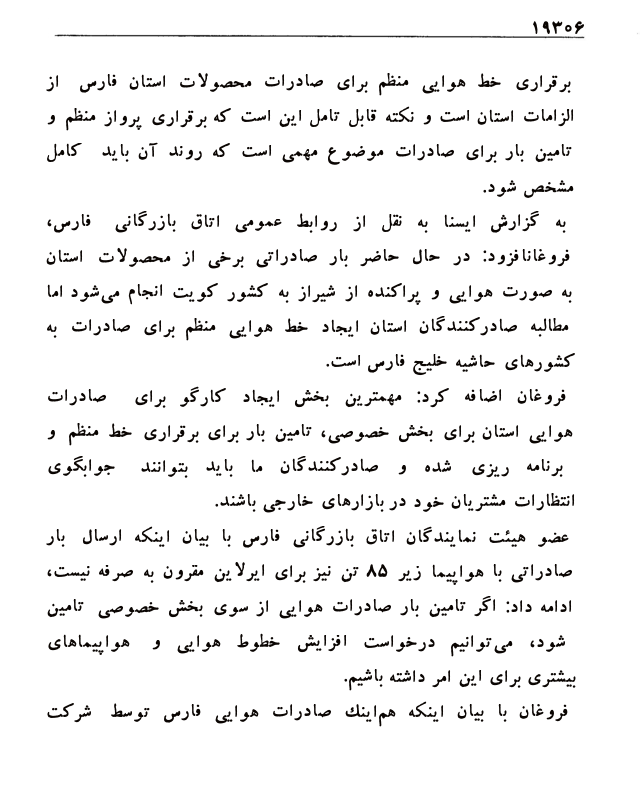 ۱۹۳۰۶
برقراری خط هوایی منظم برای صادرات محصولات استان فارس از
الزامات استان است و نکته قابل تامل این است که برقراری پرواز منظم و
تامین بار برای صادرات موضوع مهمی است که روند آن باید کامل
مشخص شود.
به گزارش ایسنا به نقل از روابط عمومی اتاق بازرگانی فارس،
فروغانافزود: در حال حاضر بار صادراتی برخی از محصولات استان
به صورت هوایی و پراکنده از شیراز به کشور کویت انجام می‌شود اما
مطالبه صادرکنندگان استان ایجاد خط هوایی منظم برای صادرات به
کشورهای حاشیه خلیج فارس است.
فروغان اضافه کرد: مهمترین بخش ایجاد کارگو برای صادرات
هوایی استان برای بخش خصوصی، تامین بار برای برقراری خط منظم و
برنامه ریزی شده و صادرکنندگان ما باید بتوانند جوابگوی
انتظارات مشتریان خود در بازارهای خارجی باشند.
عضو هیئت نمایندگان اتاق بازرگانی فارس با بیان اینکه ارسال بار
صادراتی با هواپیما زیر ۸۵ تن نیز برای ایرلاین مقرون به صرفه نیست،
ادامه داد: اگر تامین بار صادرات هوایی از سوی بخش خصوصی تامین
شود، می‌توانیم درخواست افزایش خطوط هوایی و هواپیماهای
بیشتری برای این امر داشته باشیم.
فروغان با بیان اینکه هم‌اینك صادرات هوایی فارس توسط شرکت